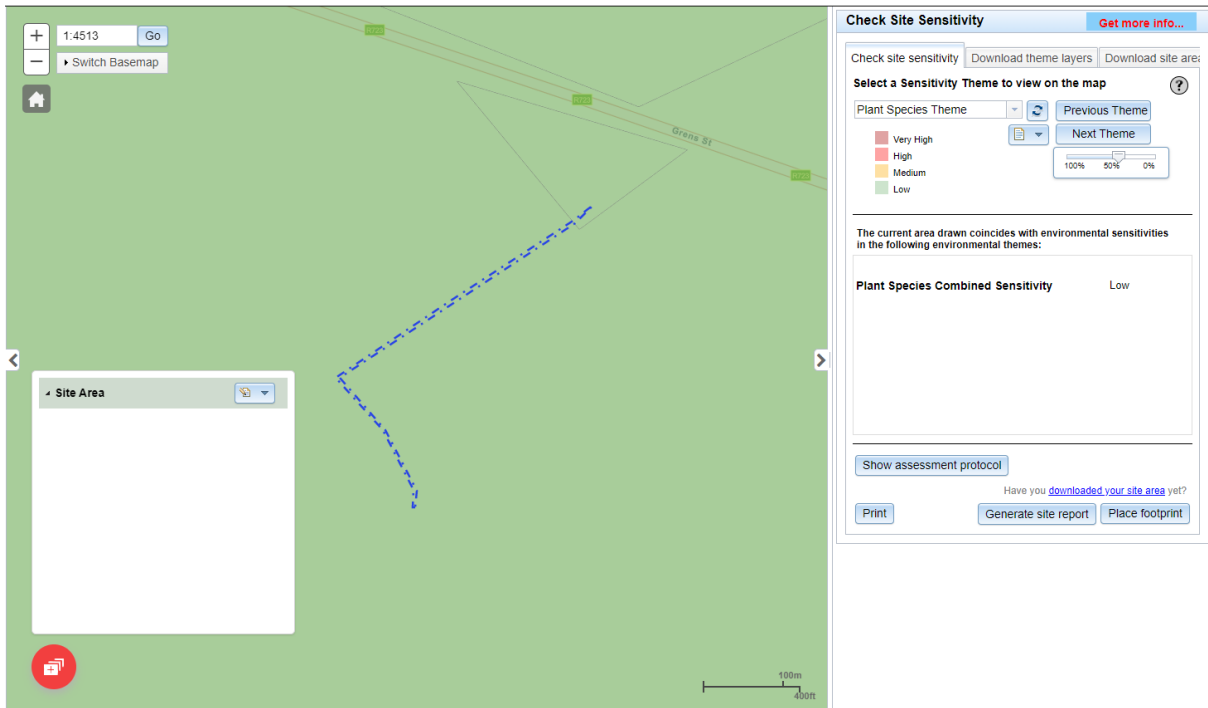 +
1:4513
Go
−
Switch Basemap
Grens St
Site Area
100m
400ft
Check Site Sensitivity
Get more info...
Check site sensitivity
Download theme layers
Download site area
Select a Sensitivity Theme to view on the map
?
Plant Species Theme
Previous Theme
Next Theme
Very High
High
Medium
Low
100% 50% 0%
The current area drawn coincides with environmental sensitivities
in the following environmental themes:
Plant Species Combined Sensitivity Low
Show assessment protocol
Have you downloaded your site area yet?
Print
Generate site report
Place footprint